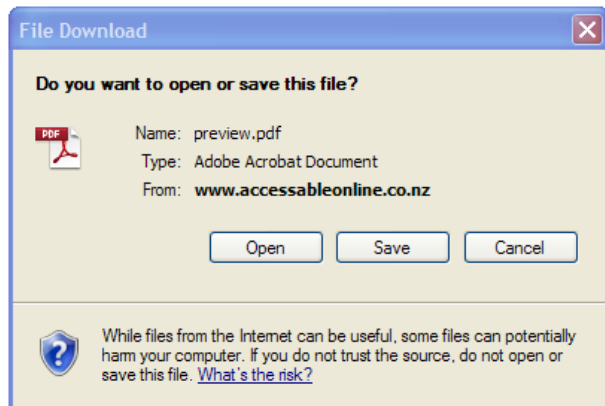 File Download
Do you want to open or save this file?
PDF
Name: preview.pdf
Type: Adobe Acrobat Document
From: www.accessableonline.co.nz
Open Save Cancel
While files from the Internet can be useful, some files can potentially
harm your computer. If you do not trust the source, do not open or
save this file. What's the risk?